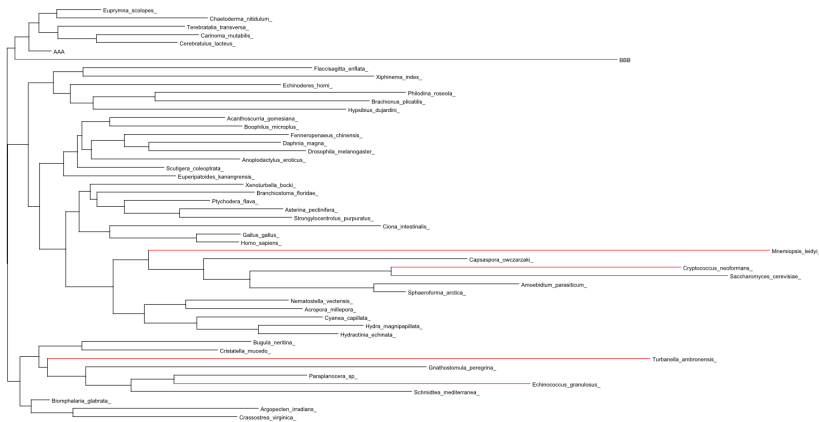 Euprymna_scolopes_
Chaetoderma_nitidulum_
Terebratalia_transversa_
Carinoma_mutabilis_
Cerebratulus_lacteus_
AAA
BBB
Flaccisagitta_enflata_
Xiphinema_index_
Echinoderes_horni_
Philodina_roseola_
Brachionus_plicatilis_
Hypsibius_dujardini_
Acanthoscurria_gomesiana_
Boophilus_microplus_
Fenneropenaeus_chinensis_
Daphnia_magna_
Drosophila_melanogaster_
Anoplodactylus_eroticus_
Scutigera_coleoptrata_
Euperipatoides_kanangrensis_
Xenoturbella_bocki_
Branchiostoma_floridae_
Ptychodera_flava_
Asterina_pectinifera_
Strongylocentrotus_purpuratus_
Ciona_intestinalis_
Gallus_gallus_
Homo_sapiens_
Mnemiopsis_leidyi_
Capsaspora_owczarzaki_
Cryptococcus_neoformans_
Saccharomyces_cerevisiae_
Amoebidium_parasiticum_
Sphaeroforma_arctica_
Nematostella_vectensis_
Acropora_millepora_
Cyanea_capillata_
Hydra_magnipapillata_
Hydractinia_echinata_
Bugula_neritina_
Cristatella_mucedo_
Turbanella_ambronensis_
Gnathostomula_peregrina_
Paraplanocera_sp_
Echinococcus_granulosus_
Schmidtea_mediterranea_
Biomphalaria_glabrata_
Argopecten_irradians_
Crassostrea_virginica_